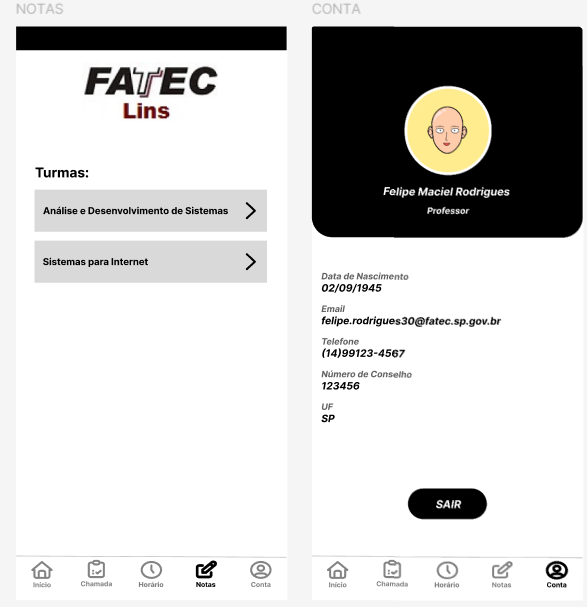 NOTAS
FATEC
Lins
Turmas:
Análise e Desenvolvimento de Sistemas
Sistemas para Internet
Início
Chamada
Horário
Notas
Conta
CONTA
Felipe Maciel Rodrigues
Professor
Data de Nascimento
02/09/1945
Email
felipe.rodrigues30@fatec.sp.gov.br
Telefone
(14)99123-4567
Número de Conselho
123456
UF
SP
SAIR
Início
Chamada
Horário
Notas
Conta